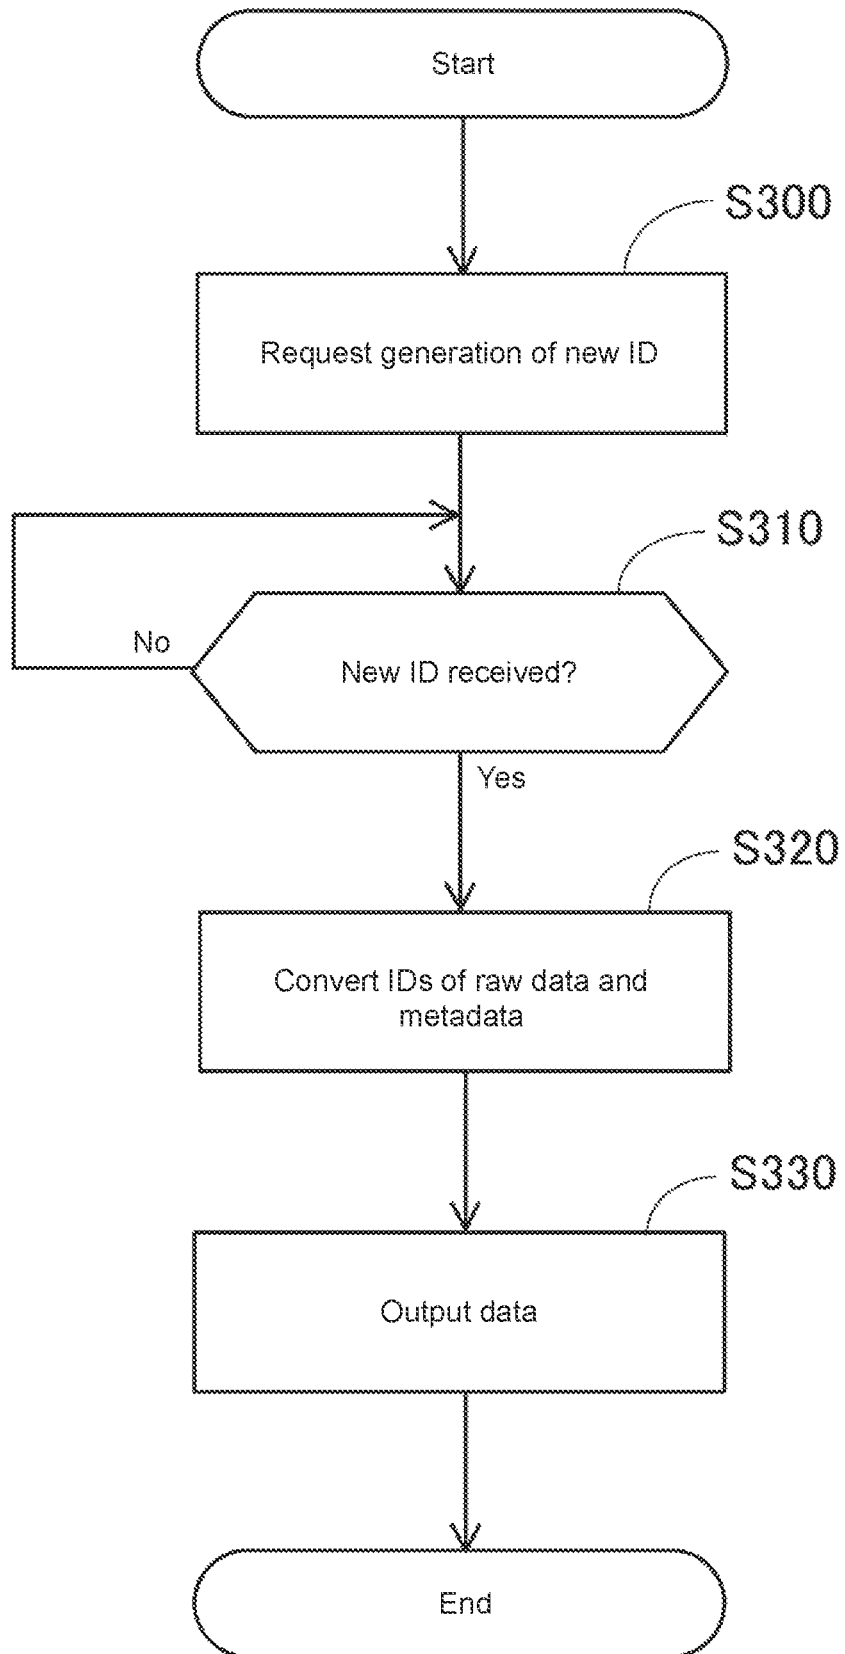 Start
S300
Request generation of new ID
S310
No
New ID received?
Yes
S320
Convert IDs of raw data and
metadata
S330
Output data
End